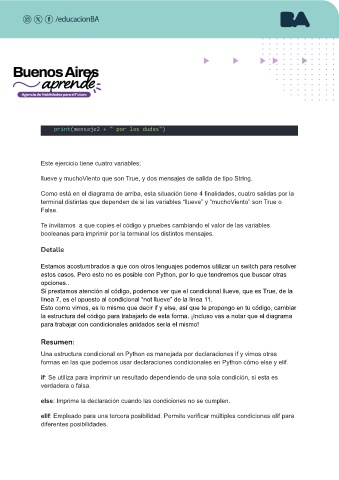 /educacionBA
BA
Buenos Aires
aprende
Agencia de Habilidades para el Futuro
print(mensaje2 + " por las dudas")
Este ejercicio tiene cuatro variables:
llueve y muchoViento que son True, y dos mensajes de salida de tipo String.
Como está en el diagrama de arriba, esta situación tiene 4 finalidades, cuatro salidas por la
terminal distintas que dependen de si las variables "llueve" y "muchoViento" son True o
False.
Te invitamos a que copies el código y pruebes cambiando el valor de las variables
booleanas para imprimir por la terminal los distintos mensajes.
Detalle
Estamos acostumbrados a que con otros lenguajes podemos utilizar un switch para resolver
estos casos. Pero esto no es posible con Python, por lo que tendremos que buscar otras
opciones..
Si prestamos atención al código, podemos ver que el condicional llueve, que es True, de la
línea 7, es el opuesto al condicional "not llueve" de la línea 11.
Esto como vimos, es lo mismo que decir if y else, así que te propongo en tu código, cambiar
la estructura del código para trabajarlo de esta forma. ¡Incluso vas a notar que el diagrama
para trabajar con condicionales anidados sería el mismo!
Resumen:
Una estructura condicional en Python es manejada por declaraciones if y vimos otras
formas en las que podemos usar declaraciones condicionales en Python cómo else y elif.
if: Se utiliza para imprimir un resultado dependiendo de una sola condición, si esta es
verdadera o falsa.
else: Imprime la declaración cuando las condiciones no se cumplen.
elif: Empleado para una tercera posibilidad. Permite verificar múltiples condiciones elif para
diferentes posibilidades.